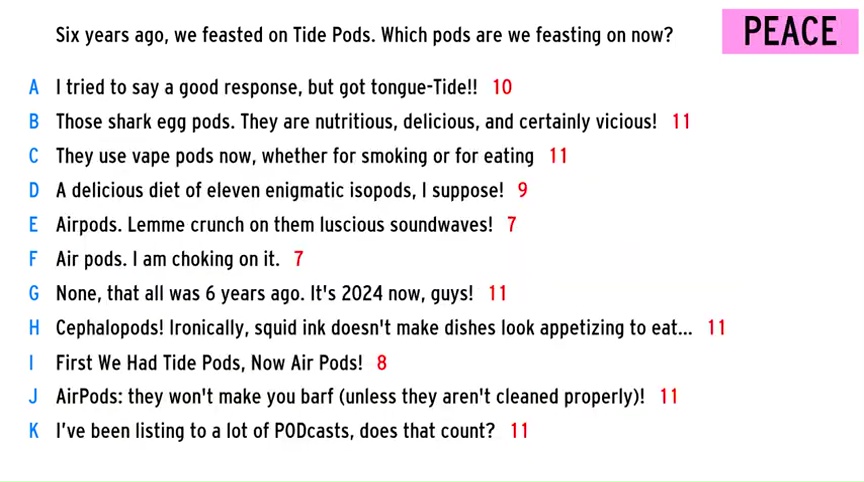 Six years ago, we feasted on Tide Pods. Which pods are we feasting on now?
PEACE
A I tried to say a good response, but got tongue-Tide!! 10
B Those shark egg pods. They are nutritious, delicious, and certainly vicious! 11
C They use vape pods now, whether for smoking or for eating 11
D A delicious diet of eleven enigmatic isopods, I suppose! 9
E Airpods. Lemme crunch on them luscious soundwaves! 7
F Air pods. I am choking on it. 7
G None, that all was 6 years ago. It's 2024 now, guys! 11
H Cephalopods! Ironically, squid ink doesn't make dishes look appetizing to eat... 11
I First We Had Tide Pods, Now Air Pods! 8
J AirPods: they won't make you barf (unless they aren't cleaned properly)! 11
K I've been listing to a lot of PODcasts, does that count? 11